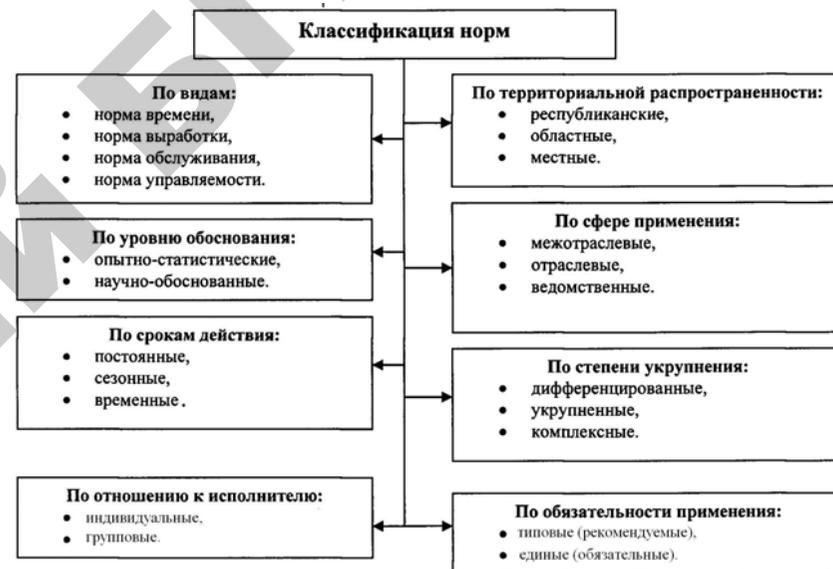 Классификация норм
По видам:
• норма времени,
• норма выработки,
• норма обслуживания,
• норма управляемости.
По уровню обоснования:
• опытно-статистические,
• научно-обоснованные.
По срокам действия:
• постоянные,
• сезонные,
• временные.
По отношению к исполнителю:
• индивидуальные,
• групповые.
По территориальной распространенности:
• республиканские,
• областные,
• местные.
По сфере применения:
• межотраслевые,
• отраслевые,
• ведомственные.
По степени укрупнения:
• дифференцированные,
• укрупненные,
• комплексные.
По обязательности применения:
• типовые (рекомендуемые),
• единые (обязательные).